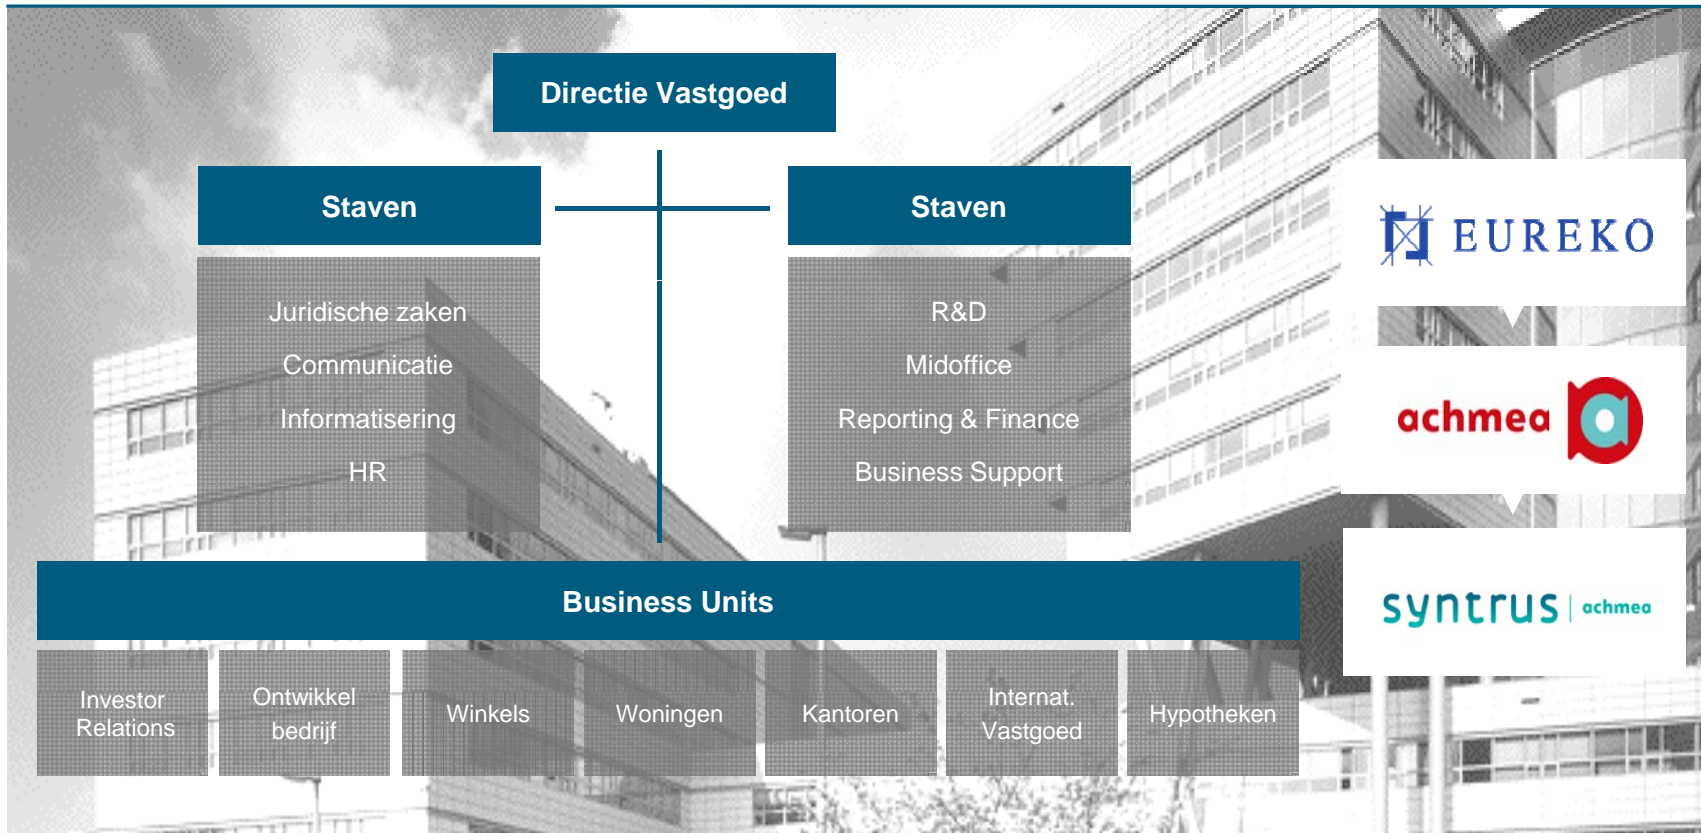 Directie Vastgoed
Staven
Juridische zaken
Communicatie
Informatisering
HR
Staven
R&D
Midoffice
Reporting & Finance
Business Support
Business Units
Investor
Relations
Ontwikkel
bedrijf
Winkels
Woningen
Kantoren
Internat.
Vastgoed
Hypotheken
EUREKO
achmea
syntrus | achmea